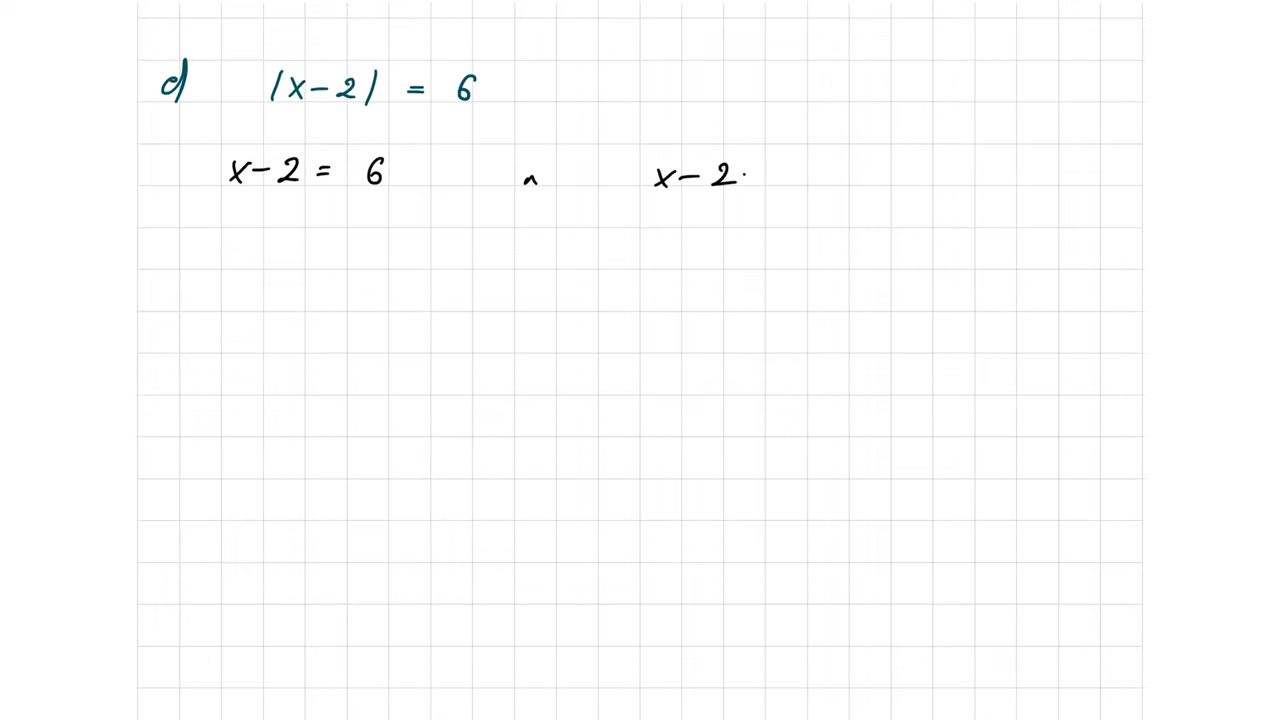 d) |x-2| = 6
x-2 = 6 ^ x-2